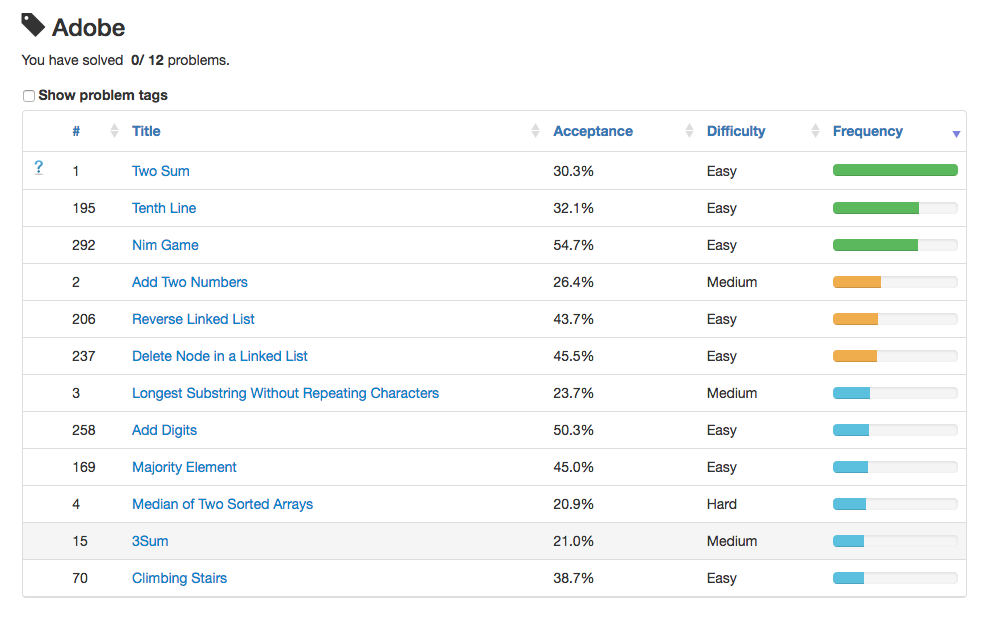 Adobe
You have solved 0/ 12 problems.
Show problem tags
# Title Acceptance Difficulty Frequency
? 1 Two Sum 30.3% Easy
195 Tenth Line 32.1% Easy
292 Nim Game 54.7% Easy
2 Add Two Numbers 26.4% Medium
206 Reverse Linked List 43.7% Easy
237 Delete Node in a Linked List 45.5% Easy
3 Longest Substring Without Repeating Characters 23.7% Medium
258 Add Digits 50.3% Easy
169 Majority Element 45.0% Easy
4 Median of Two Sorted Arrays 20.9% Hard
15 3Sum 21.0% Medium
70 Climbing Stairs 38.7% Easy